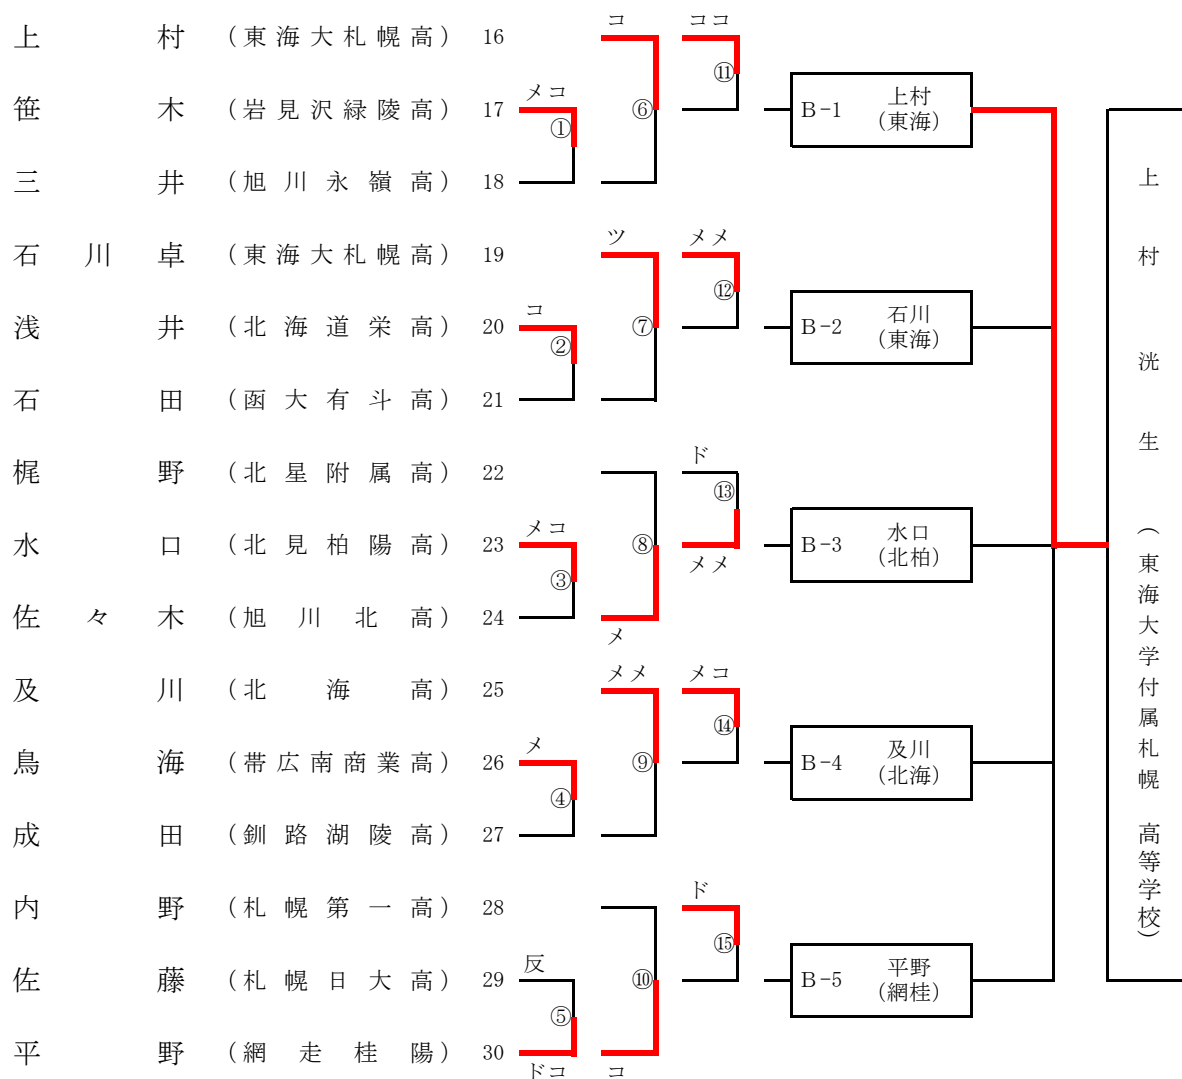 上村 （東海大札幌高） 16
笹木 （岩見沢緑陵高） 17
三井 （旭川永嶺高） 18
石川卓 （東海大札幌高） 19
浅井 （北海道栄高） 20
石田 （函大有斗高） 21
梶野 （北星附属高） 22
水口 （北見柏陽高） 23
佐々木 （旭川北高） 24
及川 （北海高） 25
鳥海 （帯広南商業高） 26
成田 （釧路湖陵高） 27
内野 （札幌第一高） 28
佐藤 （札幌日大高） 29
平野 （網走桂陽） 30
メコ
①
コ
②
メコ
③
メ
④
反
⑤
ドコ
コ
⑥
ツ
⑦
⑧
メ
メメ
⑨
⑩
コ
ココ
⑪
メメ
⑫
ド
⑬
メメ
メコ
⑭
ド
⑮
B-1 上村
（東海）
B-2 石川
（東海）
B-3 水口
（北柏）
B-4 及川
（北海）
B-5 平野
（網桂）
上村洸生（東海大学付属札幌高等学校）